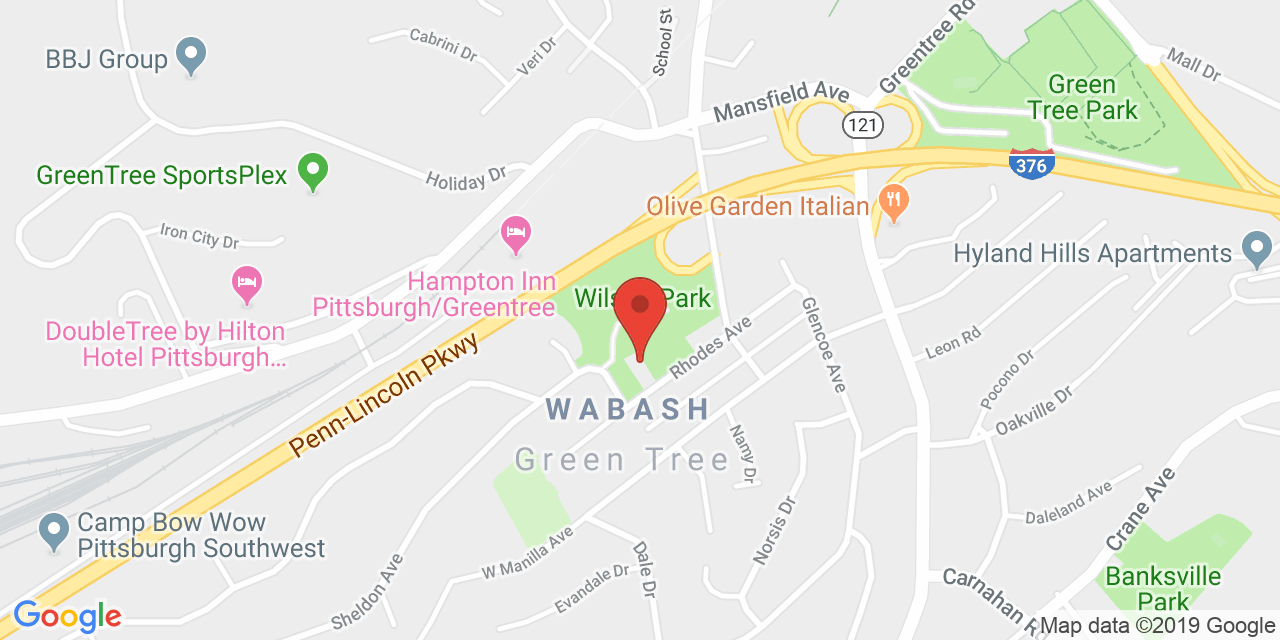 Cabrini Dr
Veri Dr
School St
Greentree Rd
Mall Dr
BBJ Group
Mansfield Ave
Green
Tree Park
121
376
GreenTree SportsPlex
Holiday Dr
Olive Garden Italian
Iron City Dr
Hyland Hills Apartments
Hampton Inn
Pittsburgh/Greentree
DoubleTree by Hilton
Hotel Pittsburgh...
Park
Glencoe Ave
Rhodes Ave
Leon Rd
Pocono Dr
Oakville Dr
Penn-Lincoln Pkwy
WABASH
Green Tree
Namy Dr
Norsis Dr
Daleland Ave
Crane Ave
Camp Bow Wow
Pittsburgh Southwest
W Manilla Ave
Dale Dr
Evandale Dr
Sheldon Ave
Carnahan R
Banksville
Park
Google
Map data ©2019 Google